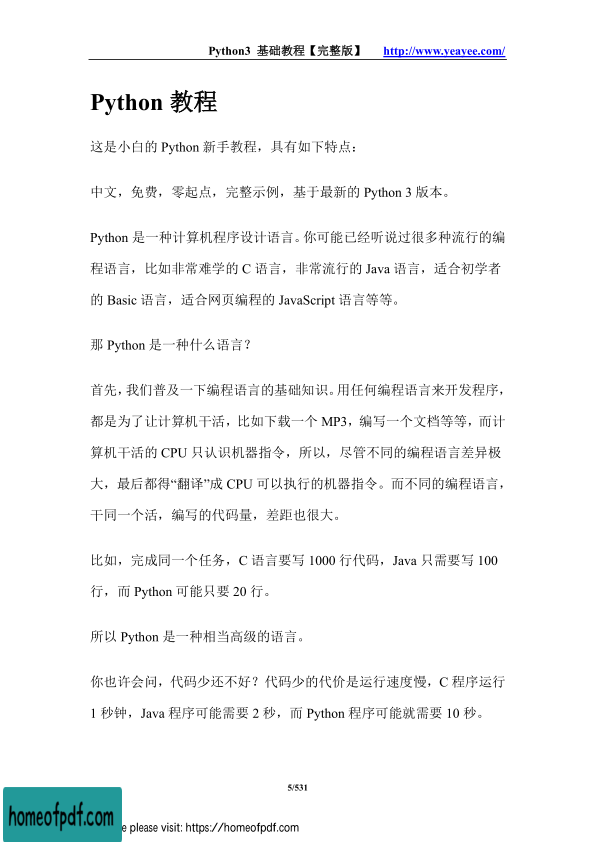 Python3 基础教程【完整版】 http://www.yeayee.com/
Python 教程
这是小白的 Python 新手教程，具有如下特点：
中文，免费，零起点，完整示例，基于最新的 Python 3 版本。
Python 是一种计算机程序设计语言。你可能已经听说过很多种流行的编
程语言，比如非常难学的 C 语言，非常流行的 Java 语言，适合初学者
的 Basic 语言，适合网页编程的 JavaScript 语言等等。
那 Python 是一种什么语言？
首先，我们普及一下编程语言的基础知识。用任何编程语言来开发程序，
都是为了让计算机干活，比如下载一个 MP3，编写一个文档等等，而计
算机干活的 CPU 只认识机器指令，所以，尽管不同的编程语言差异极
大，最后都得“翻译”成 CPU 可以执行的机器指令。而不同的编程语言，
干同一个活，编写的代码量，差距也很大。
比如，完成同一个任务，C 语言要写 1000 行代码，Java 只需要写 100
行，而 Python 可能只要 20 行。
所以 Python 是一种相当高级的语言。
你也许会问，代码少还不好？代码少的代价是运行速度慢，C 程序运行
1 秒钟，Java 程序可能需要 2 秒，而 Python 程序可能就需要 10 秒。
5/531
homeofpdf.com
please visit: https://homeofpdf.com